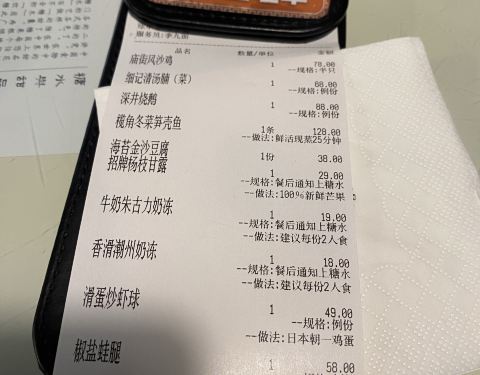 服务员:李九韶
品名 数量/单位 金额
庙街风沙鸡 1 78.00
--规格:半只
细记清汤腩（菜） 1 68.00
--规格:例份
深井烧鹅 1 88.00
--规格:例份
榄角冬菜笋壳鱼 1条 128.00
--做法:鲜活现蒸25分钟
海苔金沙豆腐 1份 38.00
招牌杨枝甘露 1 29.00
--规格:餐后通知上糖水
--做法:100%新鲜芒果
牛奶朱古力奶冻 1 19.00
--规格:餐后通知上糖水
--做法:建议每份2人食
香滑潮州奶冻 1 18.00
--规格:餐后通知上糖水
--做法:建议每份2人食
滑蛋炒虾球 1 49.00
--规格:例份
--做法:日本朝一鸡蛋
椒盐蛙腿 1 58.00